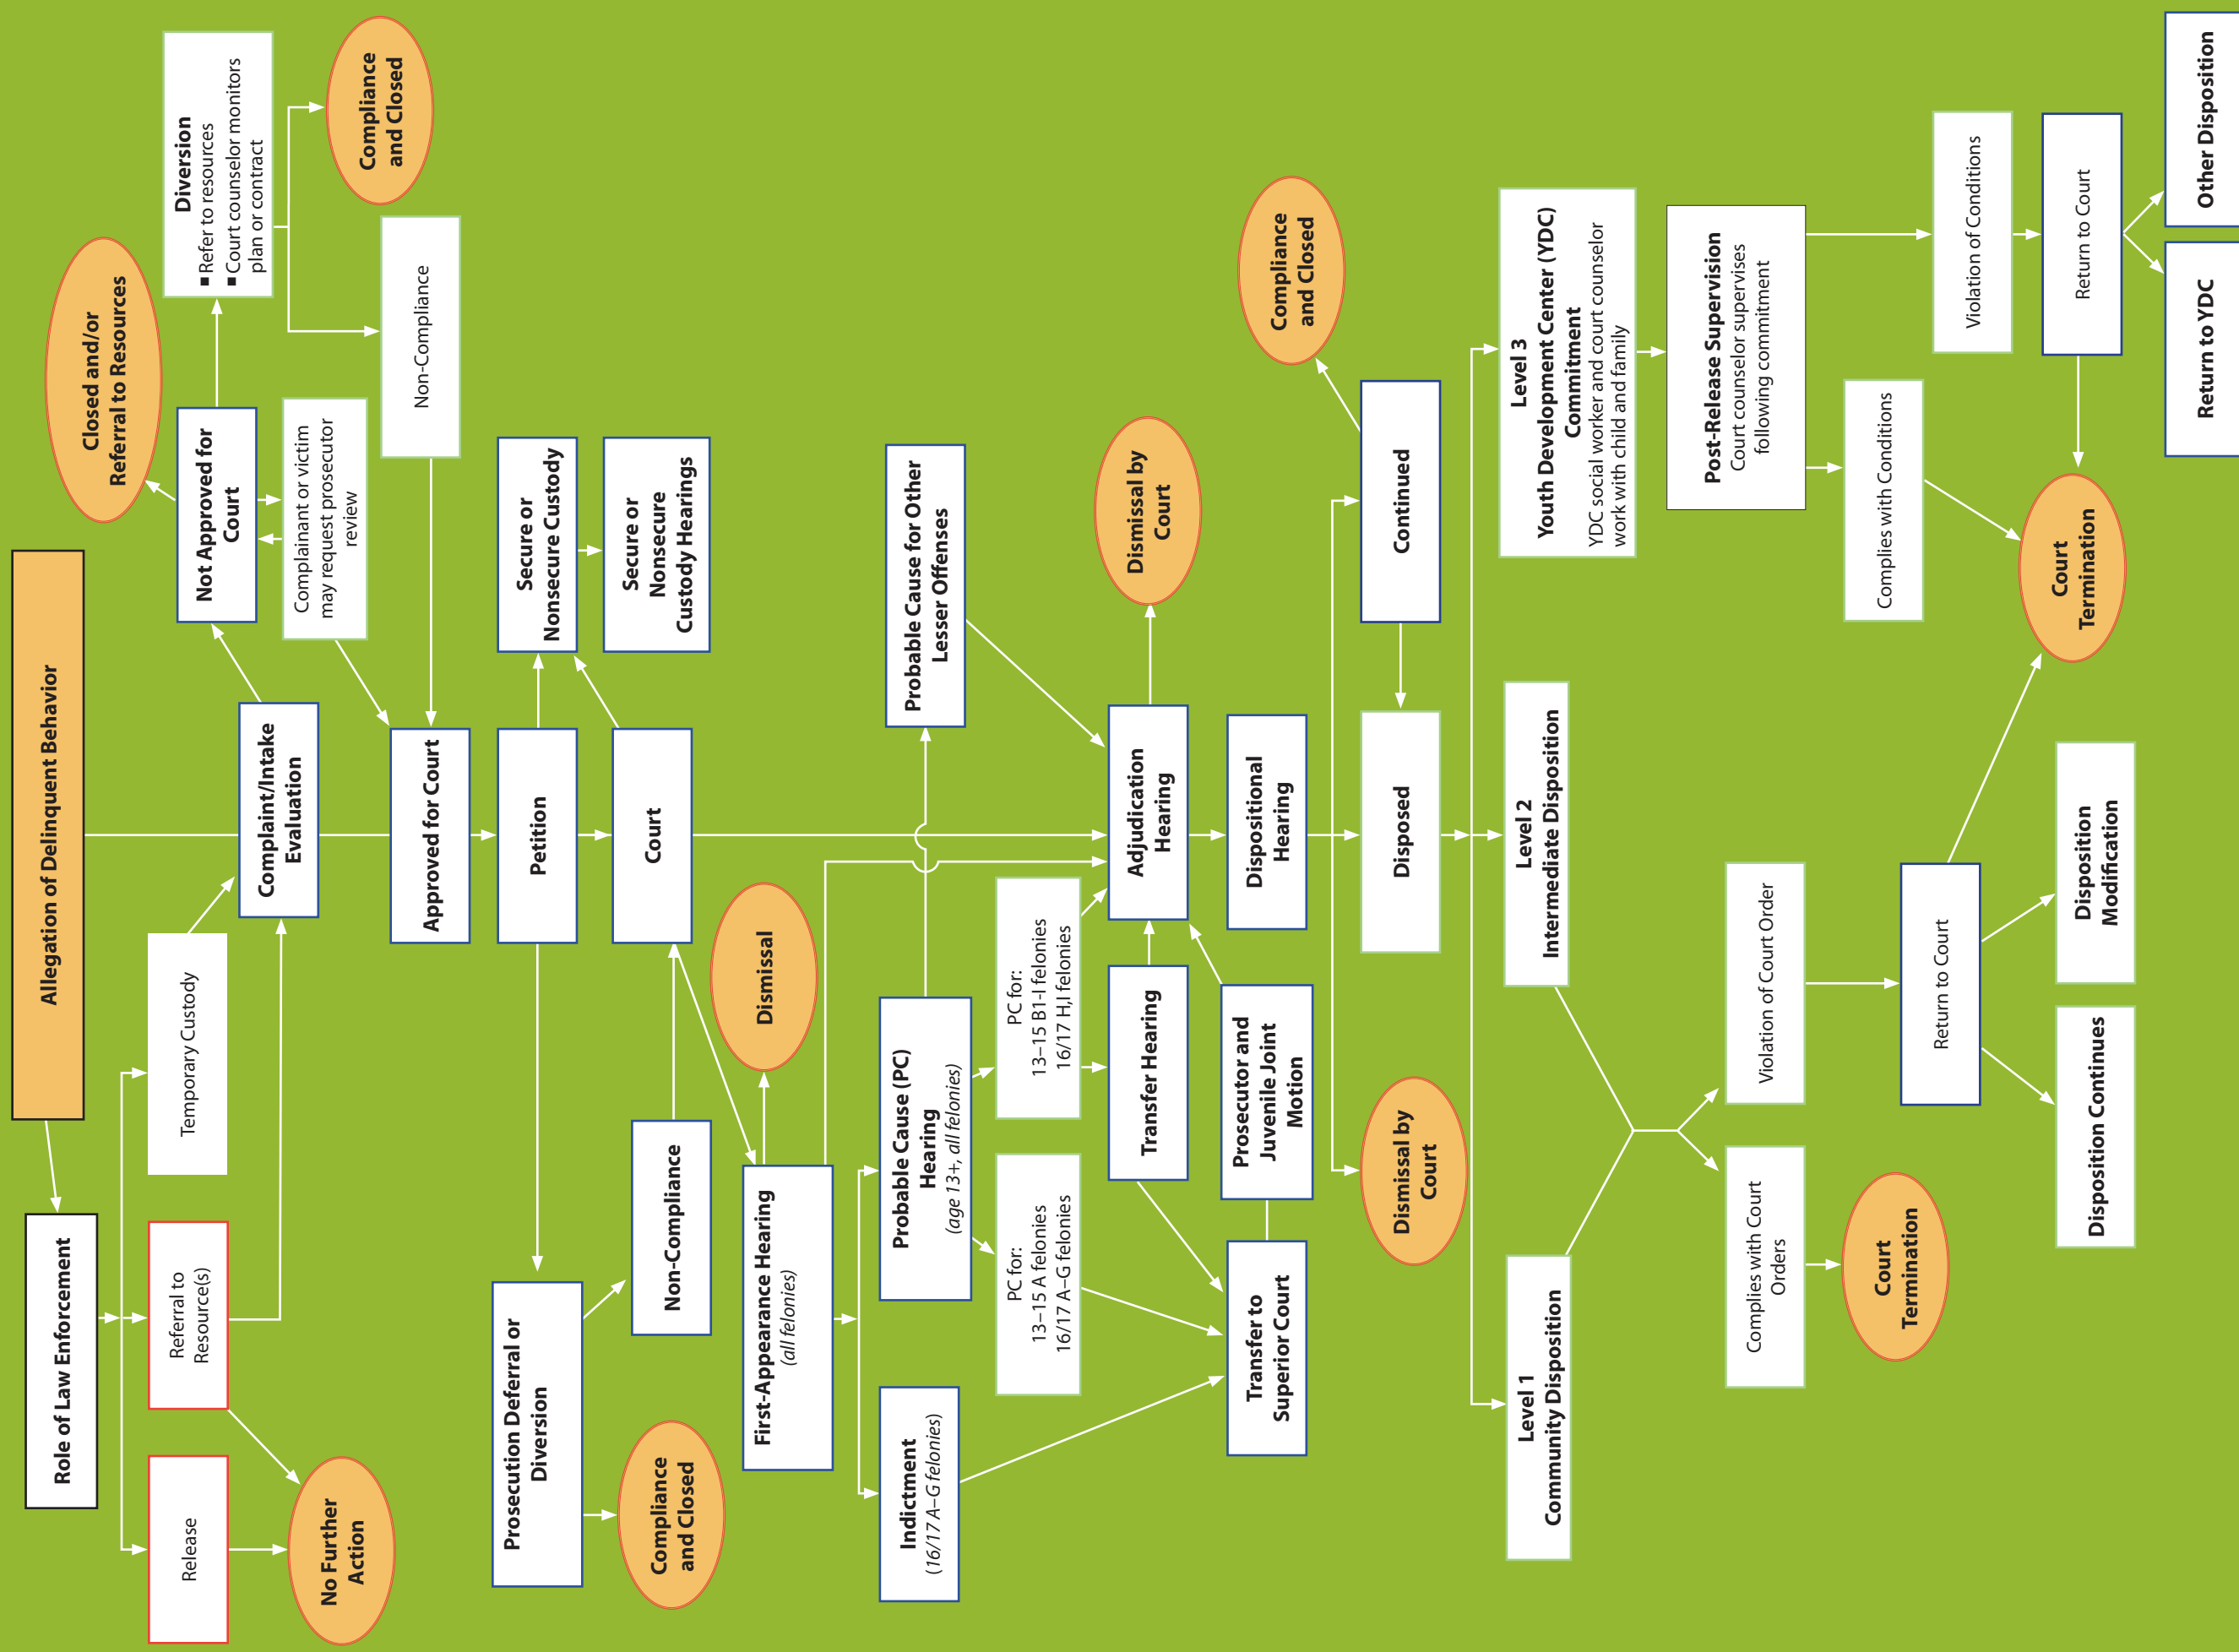 Allegation of Delinquent Behavior
Role of Law Enforcement
Release
Referral to
Resource(s)
Temporary Custody
No Further
Action
Complaint/Intake
Evaluation
Not Approved for
Court
Closed and/or
Referral to Resources
Diversion
■ Refer to resources
■ Court counselor monitors
plan or contract
Compliance
and Closed
Complainant or victim
may request prosecutor
review
Non-Compliance
Approved for Court
Petition
Secure or
Nonsecure Custody
Secure or
Nonsecure
Custody Hearings
Prosecution Deferral or
Diversion
Compliance
and Closed
Non-Compliance
Court
First-Appearance Hearing
(all felonies)
Dismissal
Indictment
(16/17 A–G felonies)
Probable Cause (PC)
Hearing
(age 13+, all felonies)
Probable Cause for Other
Lesser Offenses
PC for:
13–15 A felonies
16/17 A–G felonies
PC for:
13–15 B1-I felonies
16/17 H,I felonies
Transfer Hearing
Adjudication
Hearing
Dismissal by
Court
Transfer to
Superior Court
Prosecutor and
Juvenile Joint
Motion
Dispositional
Hearing
Dismissal by
Court
Disposed
Continued
Compliance
and Closed
Level 1
Community Disposition
Level 2
Intermediate Disposition
Level 3
Youth Development Center (YDC)
Commitment
YDC social worker and court counselor
work with child and family
Post-Release Supervision
Court counselor supervises
following commitment
Complies with Court
Orders
Violation of Court Order
Complies with Conditions
Violation of Conditions
Court
Termination
Return to Court
Court
Termination
Return to Court
Disposition Continues
Disposition
Modification
Return to YDC
Other Disposition